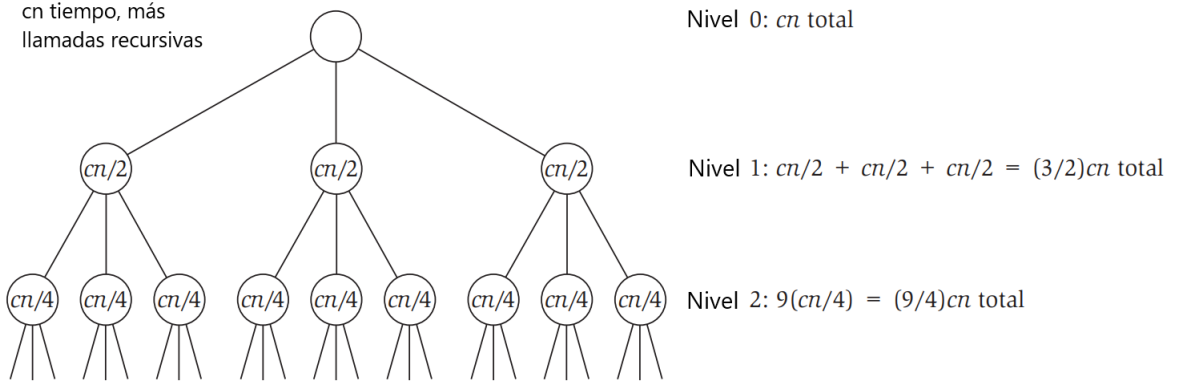 cn tiempo, más
llamadas recursivas
Nivel 0: cn total
cn/2 cn/2 cn/2
Nivel 1: cn/2 + cn/2 + cn/2 = (3/2)cn total
cn/4 cn/4 cn/4 cn/4 cn/4 cn/4 cn/4 cn/4 cn/4
Nivel 2: 9(cn/4) = (9/4)cn total